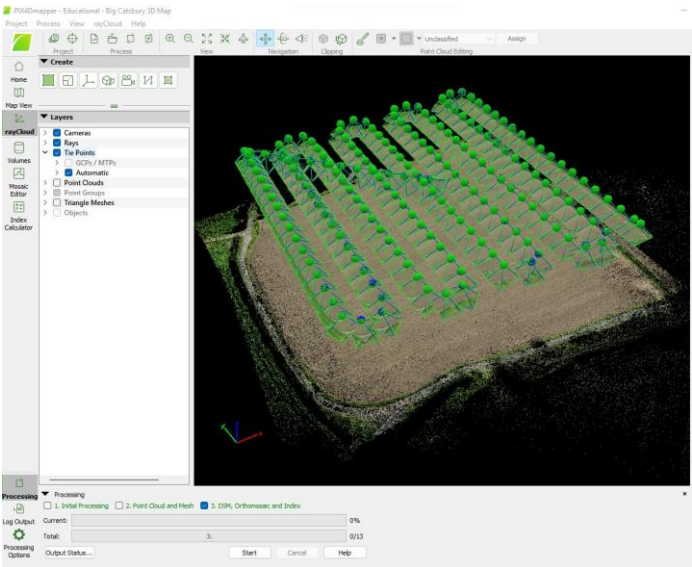 PIX4Dmapper - Educational - Big Catsbury 3D Map
Project Process View rayCloud Help
Project Process View Navigation Clipping Point Cloud Editing
Unclassified Assign
Home
Map View
rayCloud
Volumes
Mosaic
Editor
Index
Calculator
Create
Layers
Cameras
Rays
Tie Points
GCPs / MTPs
Automatic
Point Clouds
Point Groups
Triangle Meshes
Objects
Processing
Log Output
Processing
Options
Processing
1. Initial Processing 2. Point Cloud and Mesh 3. DSM, Orthomosaic and Index
Current: 0%
Total: 3. 0/13
Output Status... Start Cancel Help